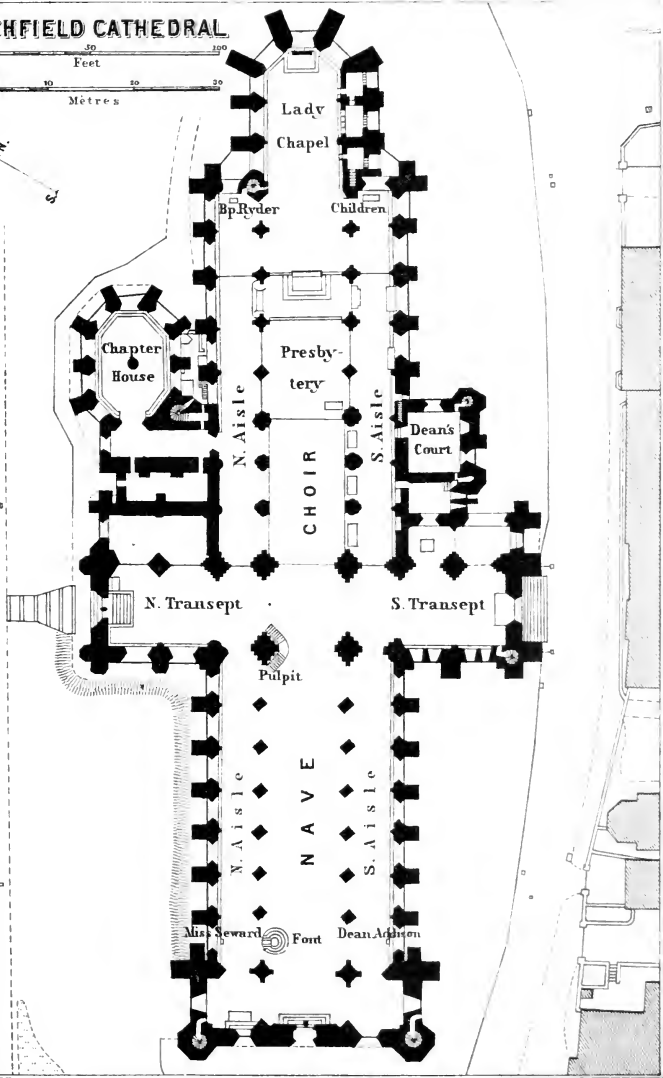 HFIELD CATHEDRAL
50
100
Feet
10
20
30
Mètres
N.
S.
Lady
Chapel
Bp. Ryder
Children
Chapter
House
Presby-
tery
N. Aisle
S. Aisle
Dean's
Court
CHOIR
N. Transept
S. Transept
Pulpit
NAVE
N. Aisle
S. Aisle
Miss Seward
Font
Dean Addison